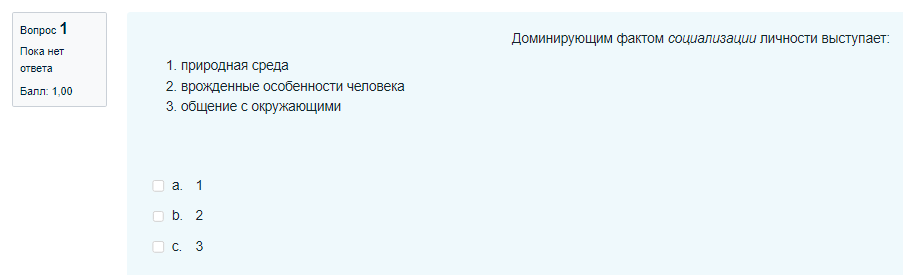 Вопрос 1
Пока нет
ответа
Балл: 1,00
Доминирующим фактом социализации личности выступает:
1. природная среда
2. врожденные особенности человека
3. общение с окружающими
a. 1
b. 2
c. 3